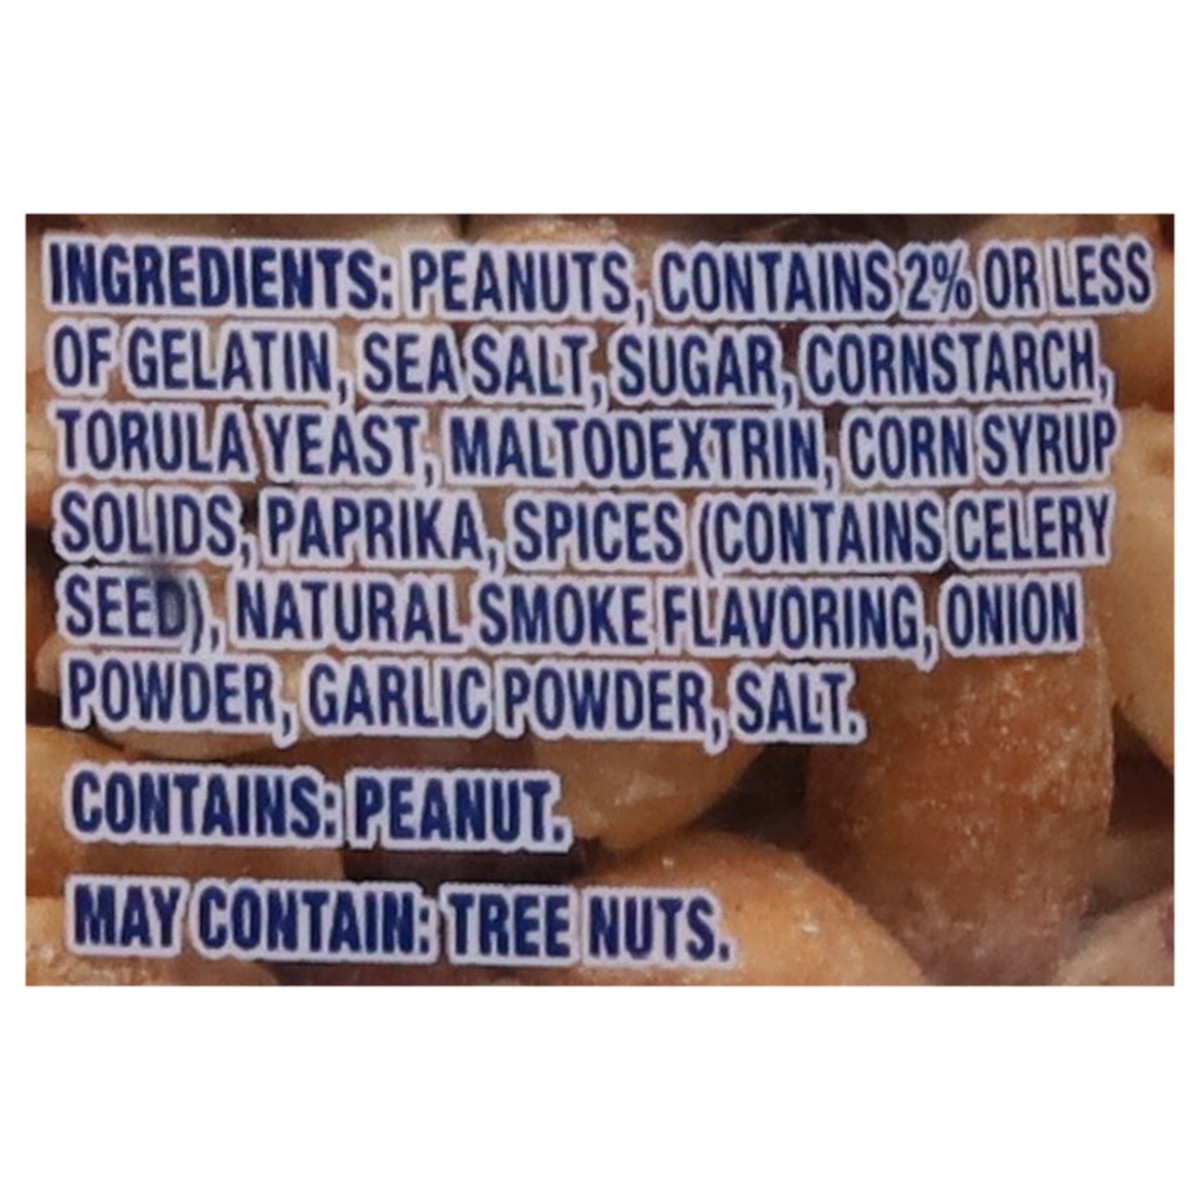 INGREDIENTS: PEANUTS, CONTAINS 2% OR LESS
OF GELATIN, SEA SALT, SUGAR, CORNSTARCH,
TORULA YEAST, MALTODEXTRIN, CORN SYRUP
SOLIDS, PAPRIKA, SPICES (CONTAINS CELERY
SEED), NATURAL SMOKE FLAVORING, ONION
POWDER, GARLIC POWDER, SALT.
CONTAINS: PEANUT.
MAY CONTAIN: TREE NUTS.